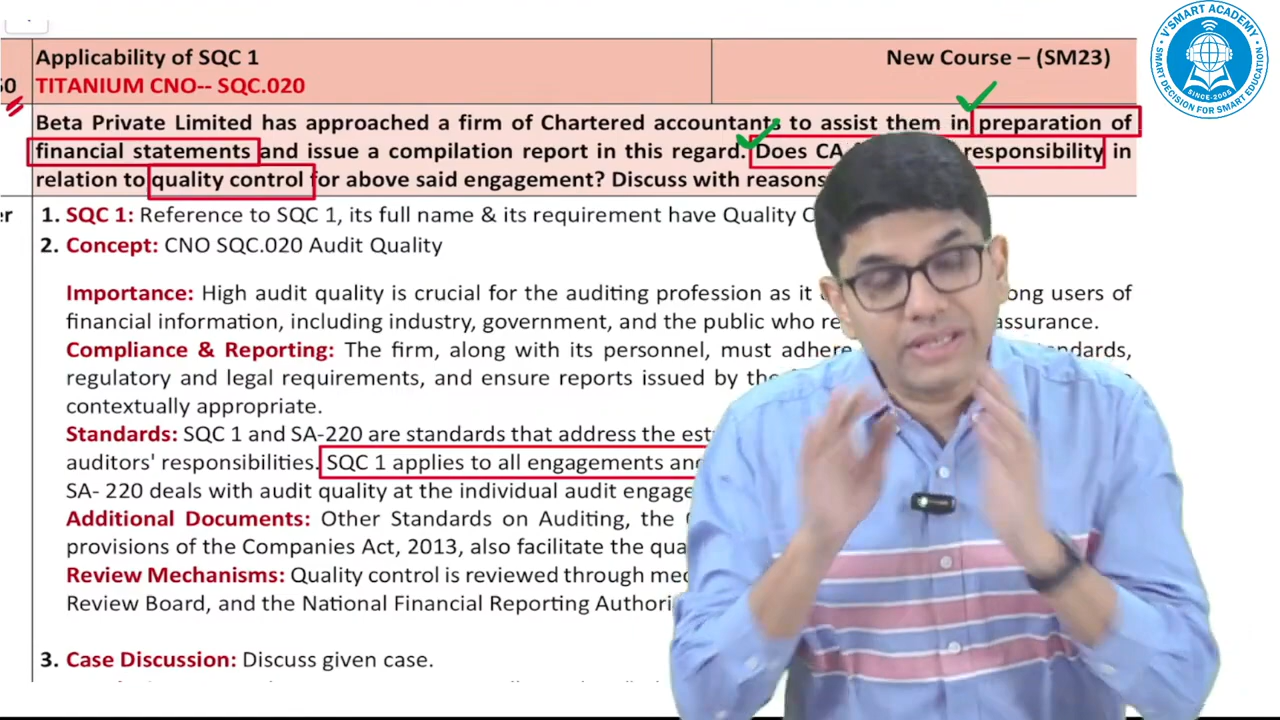 V'SMART ACADEMY
SMART DECISION FOR SMART EDUCATION
SINCE-2005
Applicability of SQC 1
New Course – (SM23)
TITANIUM CNO-- SQC.020
Beta Private Limited has approached a firm of Chartered accountants to assist them in preparation of
financial statements and issue a compilation report in this regard. Does CA responsibility in
relation to quality control for above said engagement? Discuss with reasons
1. SQC 1: Reference to SQC 1, its full name & its requirement have Quality
2. Concept: CNO SQC.020 Audit Quality
Importance: High audit quality is crucial for the auditing profession as it users of
financial information, including industry, government, and the public who assurance.
Compliance & Reporting: The firm, along with its personnel, must adhere
regulatory and legal requirements, and ensure reports issued by the
contextually appropriate.
Standards: SQC 1 and SA-220 are standards that address the
auditors' responsibilities. SQC 1 applies to all engagements
SA- 220 deals with audit quality at the individual audit
Additional Documents: Other Standards on Auditing, the
provisions of the Companies Act, 2013, also facilitate the
Review Mechanisms: Quality control is reviewed through
Review Board, and the National Financial Reporting
3. Case Discussion: Discuss given case.